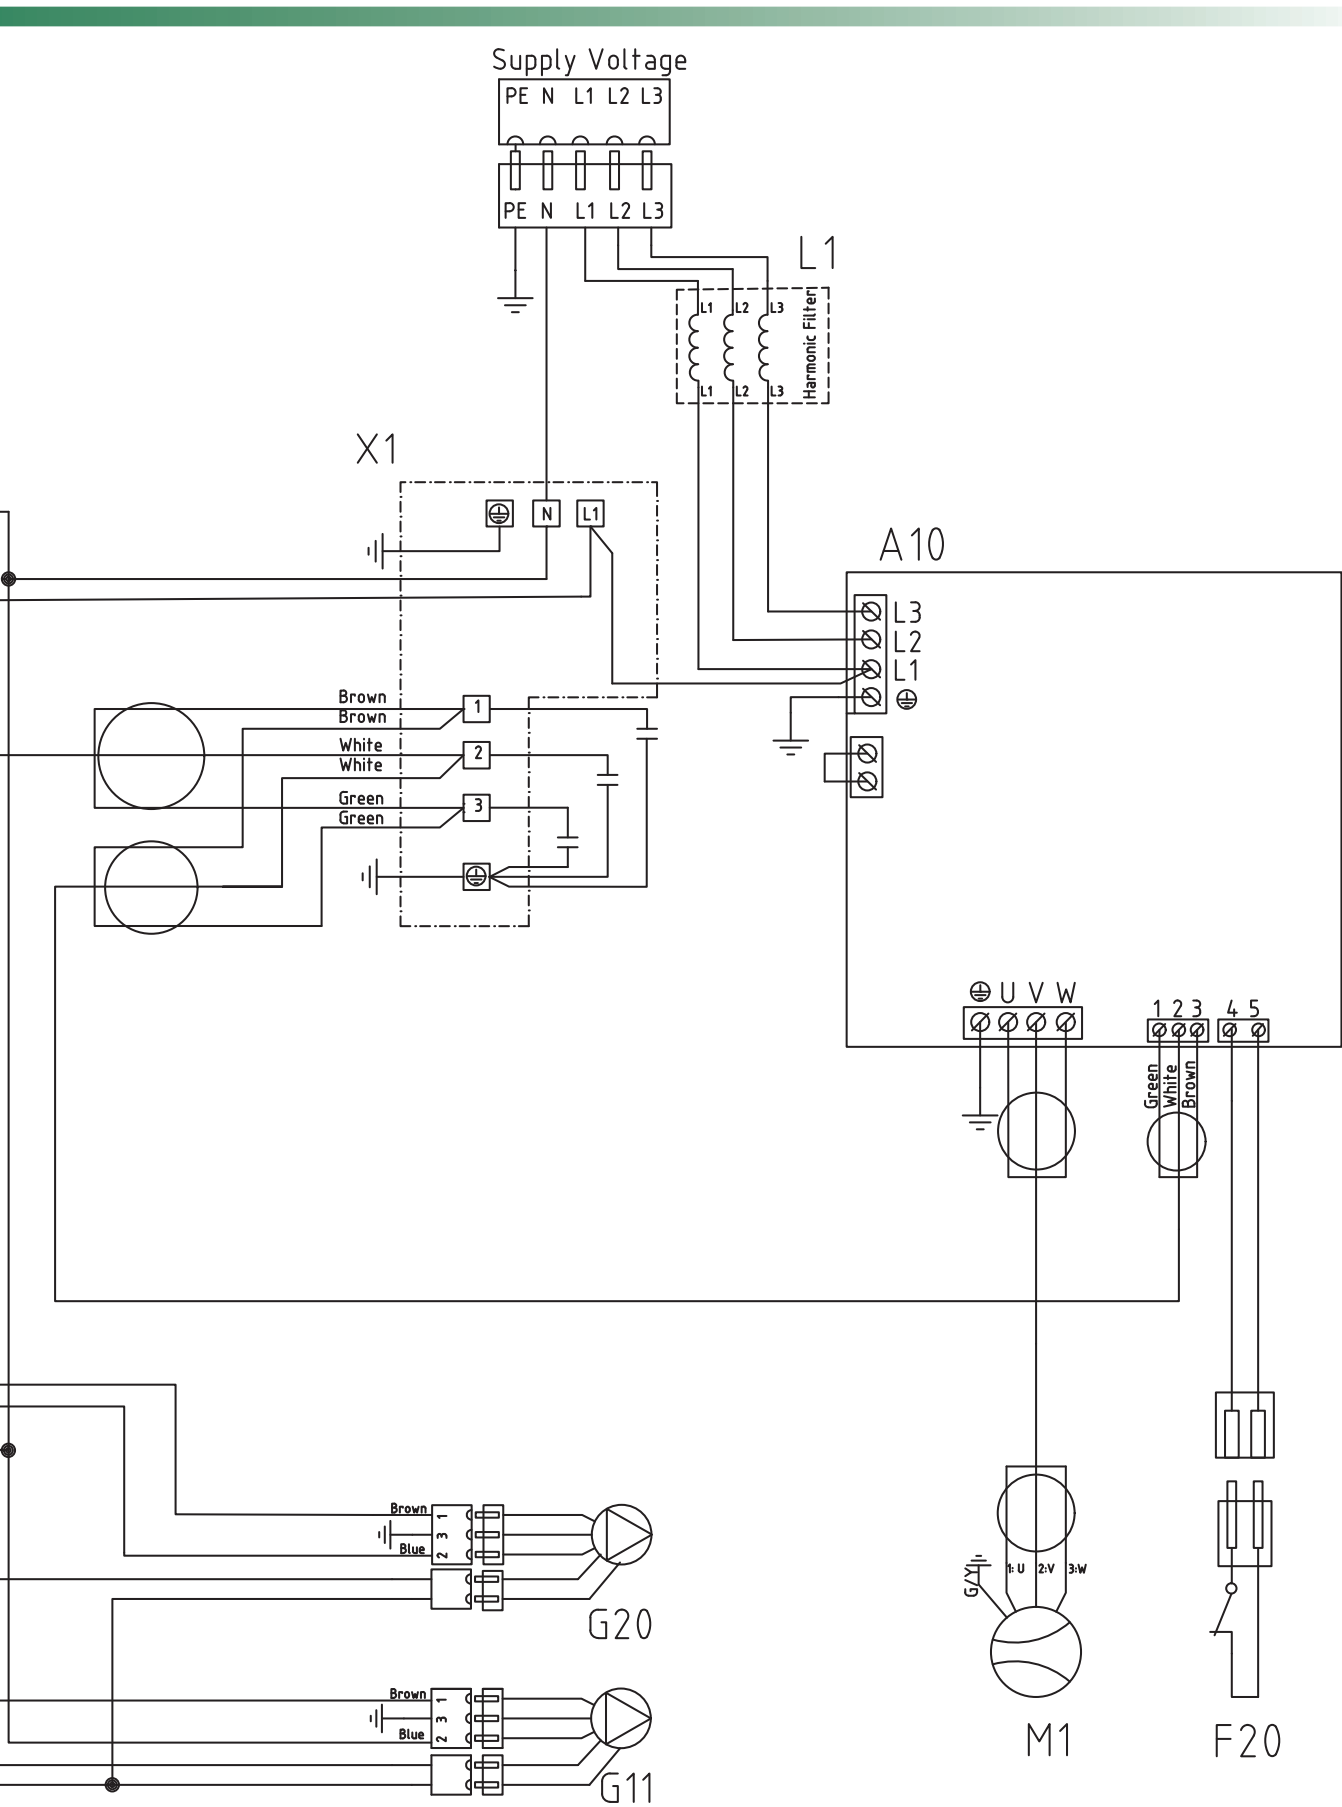 Supply Voltage
PE N L1 L2 L3
PE N L1 L2 L3
L1
L1 L2 L3
Harmonic Filter
L1 L2 L3
X1
N L1
A10
L3
L2
L1
Brown
Brown
1
White
White
2
Green
Green
3
U V W
1 2 3 4 5
Green
White
Brown
Brown
1
3
Blue
2
G20
G/Y
1: U 2:V 3:W
Brown
1
3
Blue
2
G11
M1
F20